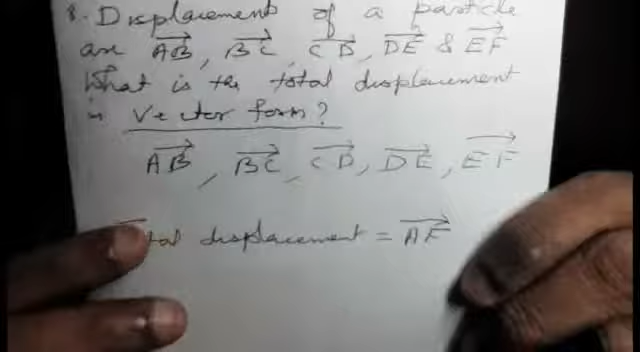 8. Displacement of a particle
are AB, BC, CD, DE & EF
What is the total displacement
in Vector form?
AB, BC, CD, DE, EF
displacement = AF